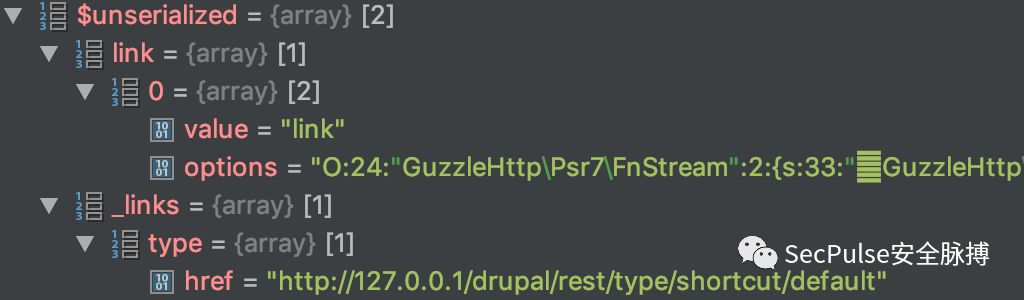 $unserialized = {array} [2]
link = {array} [1]
0 = {array} [2]
value = "link"
options = "O:24:"GuzzleHttp\Psr7\FnStream":2:{s:33:"GuzzleHttp\
_links = {array} [1]
type = {array} [1]
href = "http://127.0.0.1/drupal/rest/type/shortcut/default"
SecPulse安全脉搏